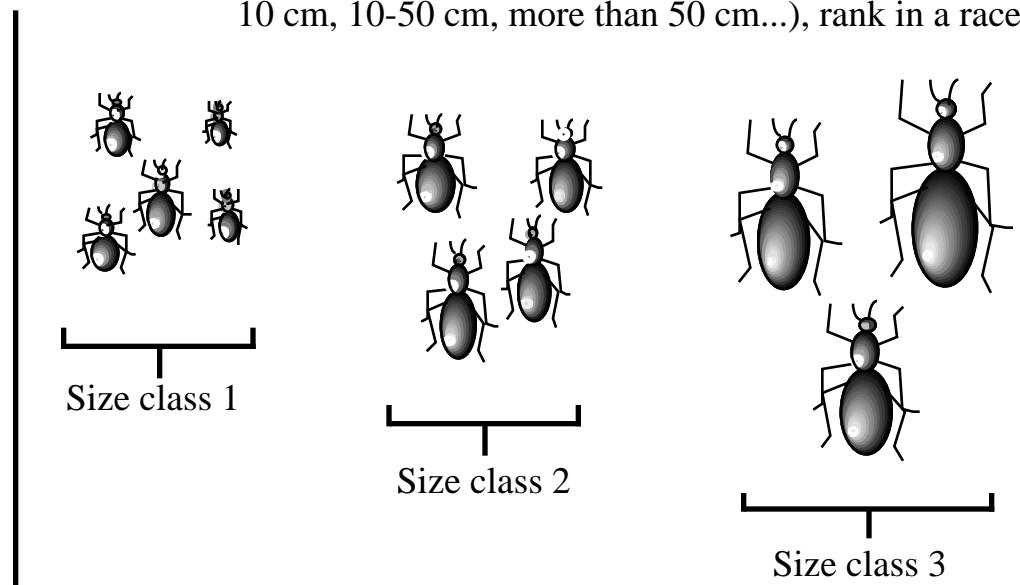 10 cm, 10-50 cm, more than 50 cm...), rank in a race
Size class 1
Size class 2
Size class 3